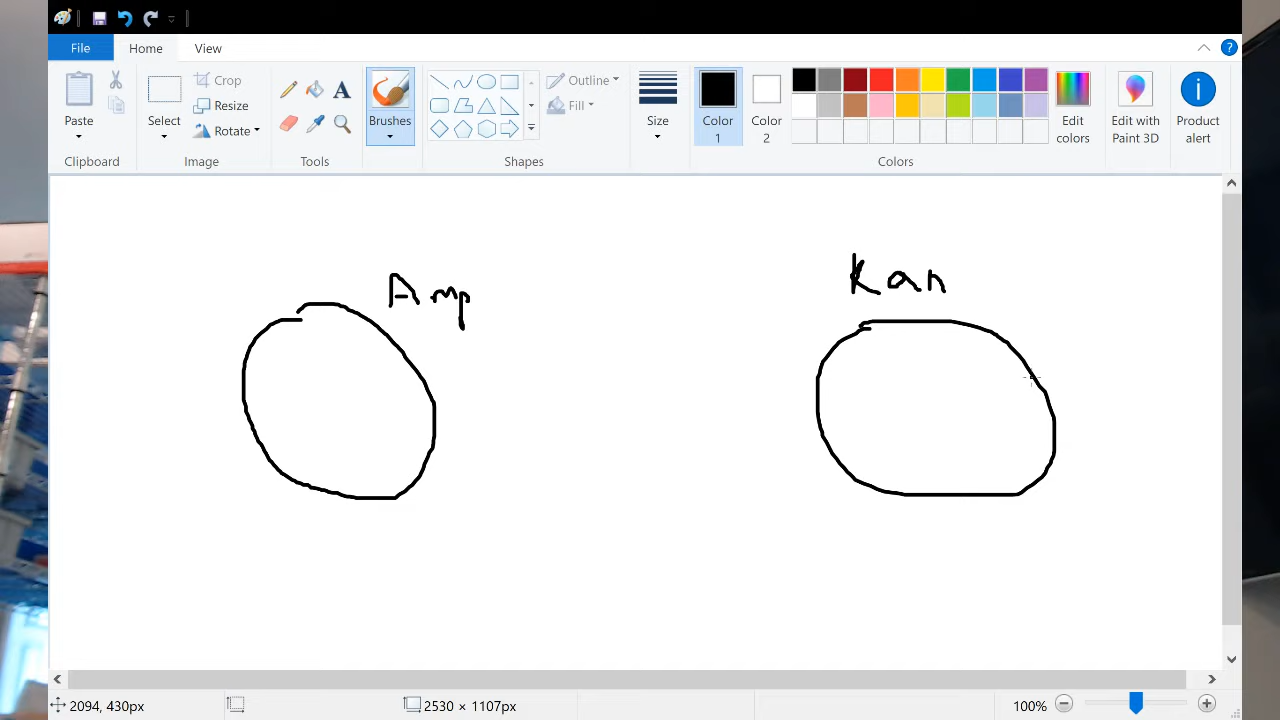 File Home View
Paste
Select
Crop
Resize
Rotate
Brushes
Outline
Fill
Size
Color 1
Color 2
Edit colors
Edit with Paint 3D
Product alert
Clipboard Image Tools Shapes Colors
Amp
Kan
2094, 430px 2530 × 1107px 100%